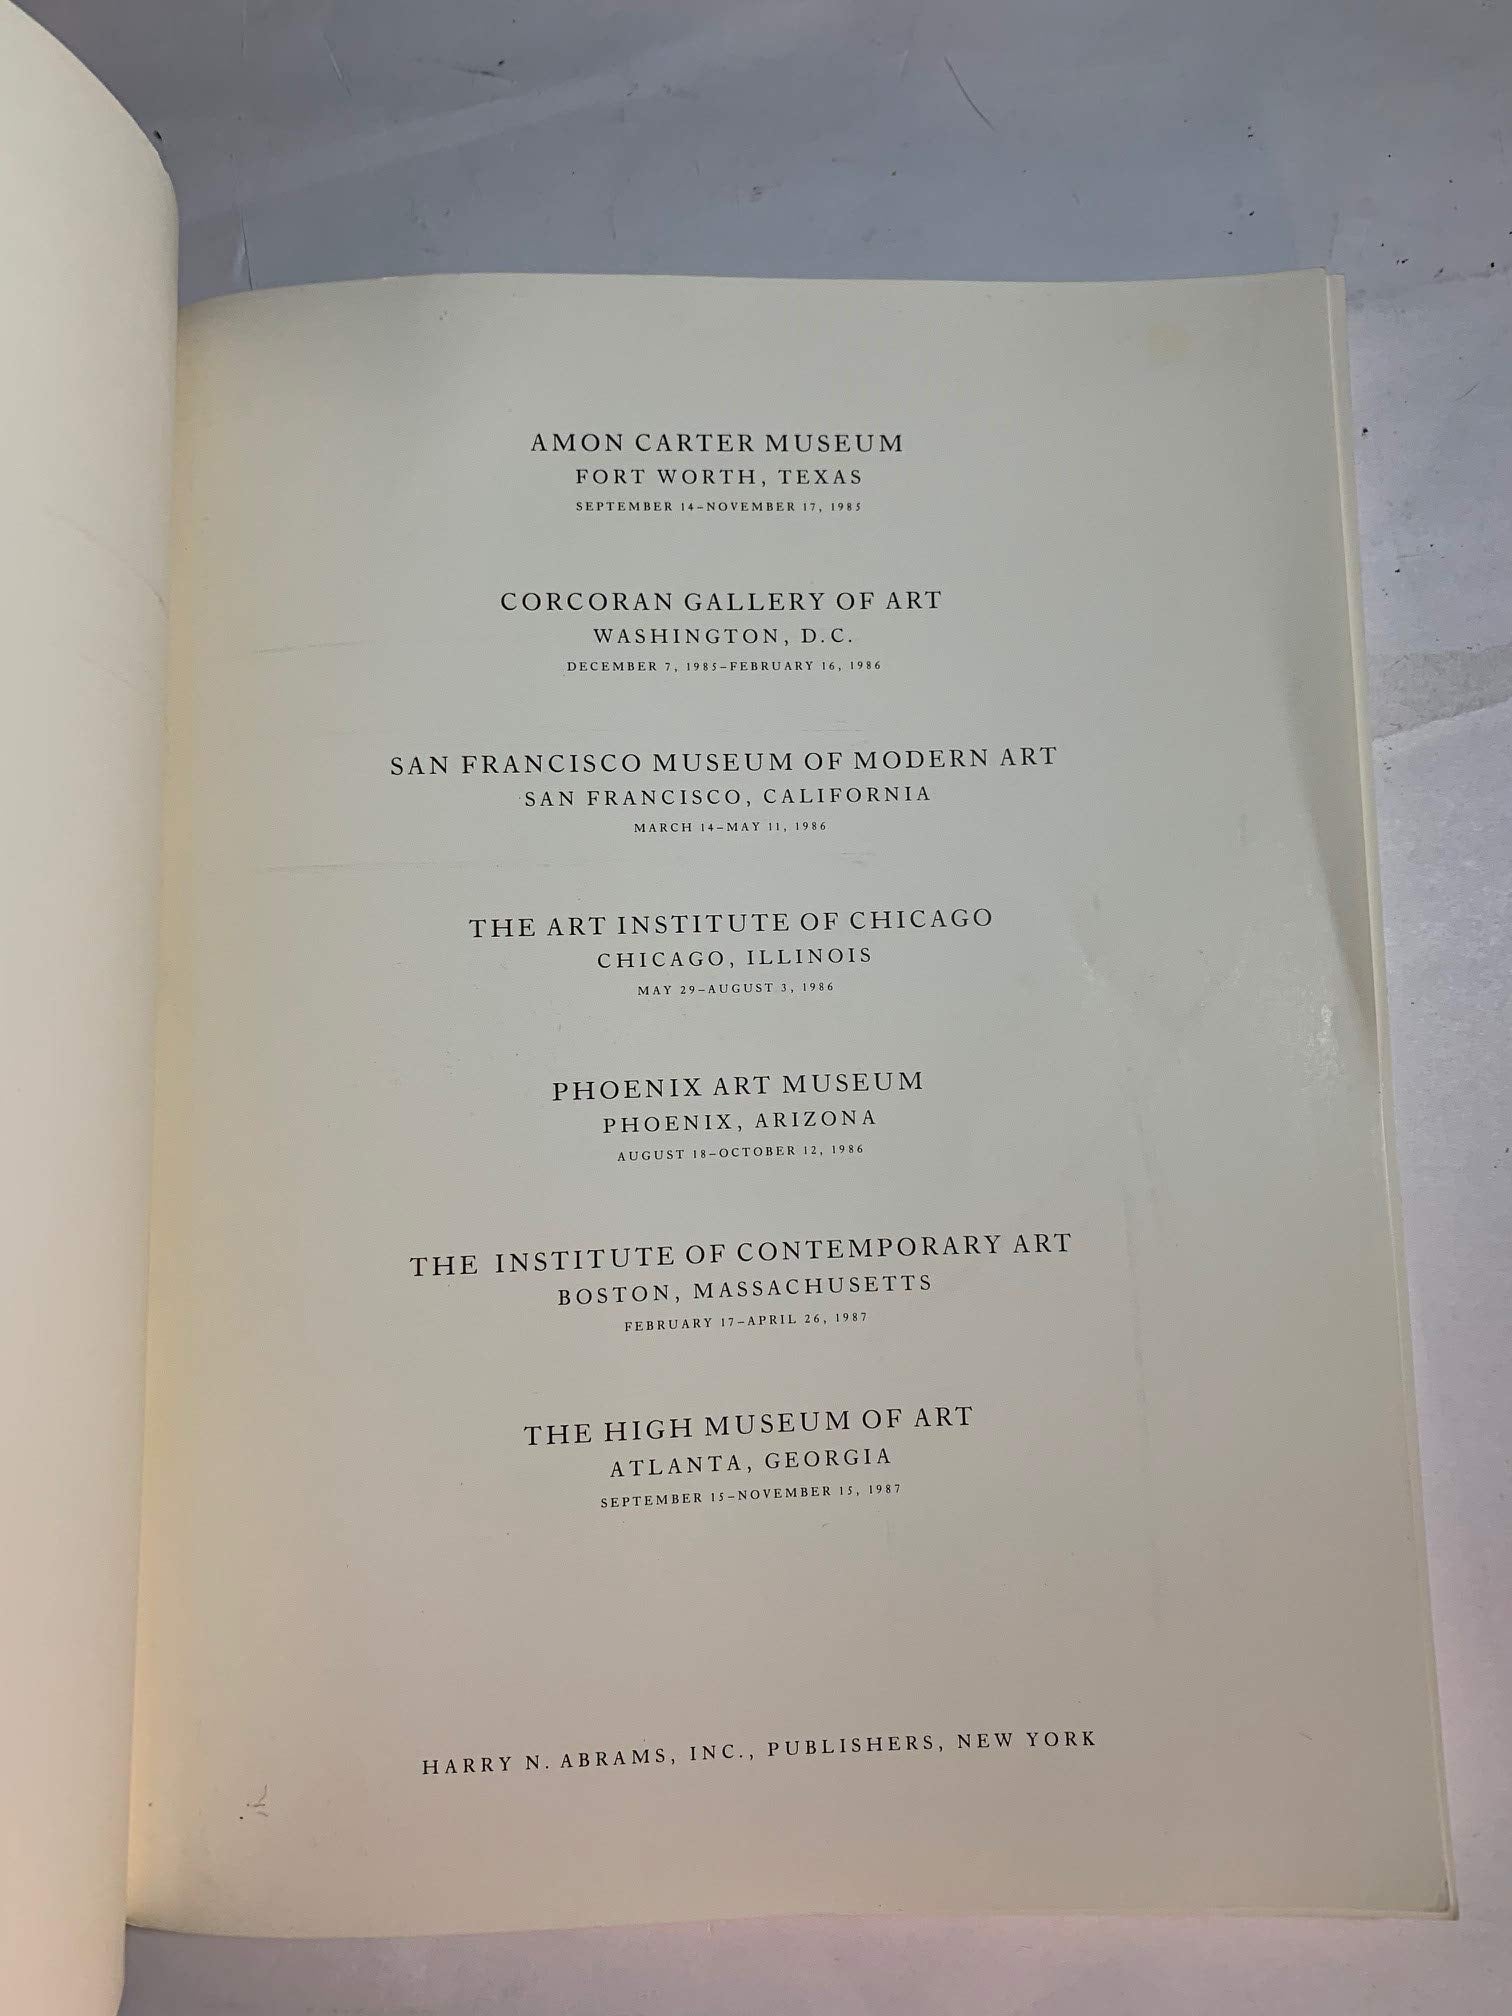 AMON CARTER MUSEUM
FORT WORTH, TEXAS
SEPTEMBER 14–NOVEMBER 17, 1985
CORCORAN GALLERY OF ART
WASHINGTON, D.C.
DECEMBER 7, 1985–FEBRUARY 16, 1986
SAN FRANCISCO MUSEUM OF MODERN ART
SAN FRANCISCO, CALIFORNIA
MARCH 14–MAY 11, 1986
THE ART INSTITUTE OF CHICAGO
CHICAGO, ILLINOIS
MAY 29–AUGUST 3, 1986
PHOENIX ART MUSEUM
PHOENIX, ARIZONA
AUGUST 18–OCTOBER 12, 1986
THE INSTITUTE OF CONTEMPORARY ART
BOSTON, MASSACHUSETTS
FEBRUARY 17–APRIL 26, 1987
THE HIGH MUSEUM OF ART
ATLANTA, GEORGIA
SEPTEMBER 15–NOVEMBER 15, 1987
HARRY N. ABRAMS, INC., PUBLISHERS, NEW YORK